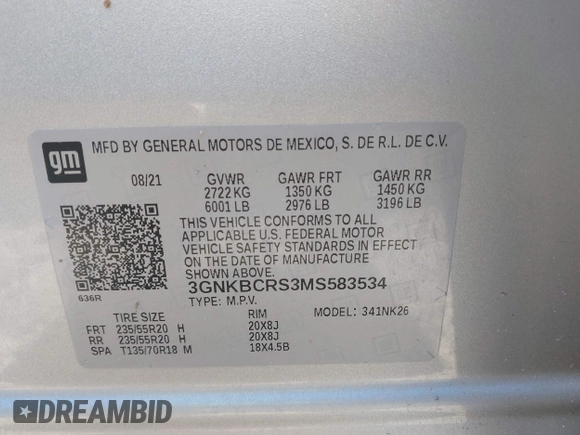 gm MFD BY GENERAL MOTORS DE MEXICO, S. DE R.L. DE C.V.
08/21 GVWR GAWR FRT GAWR RR
2722 KG 1350 KG 1450 KG
6001 LB 2976 LB 3196 LB
THIS VEHICLE CONFORMS TO ALL
APPLICABLE U.S. FEDERAL MOTOR
VEHICLE SAFETY STANDARDS IN EFFECT
ON THE DATE OF MANUFACTURE
SHOWN ABOVE.
636R
3GNKBCRS3MS583534
TYPE: M.P.V.
TIRE SIZE RIM MODEL: 341NK26
FRT 235/55R20 H 20X8J
RR 235/55R20 H 20X8J
SPA T135/70R18 M 18X4.5B
DREAMBID